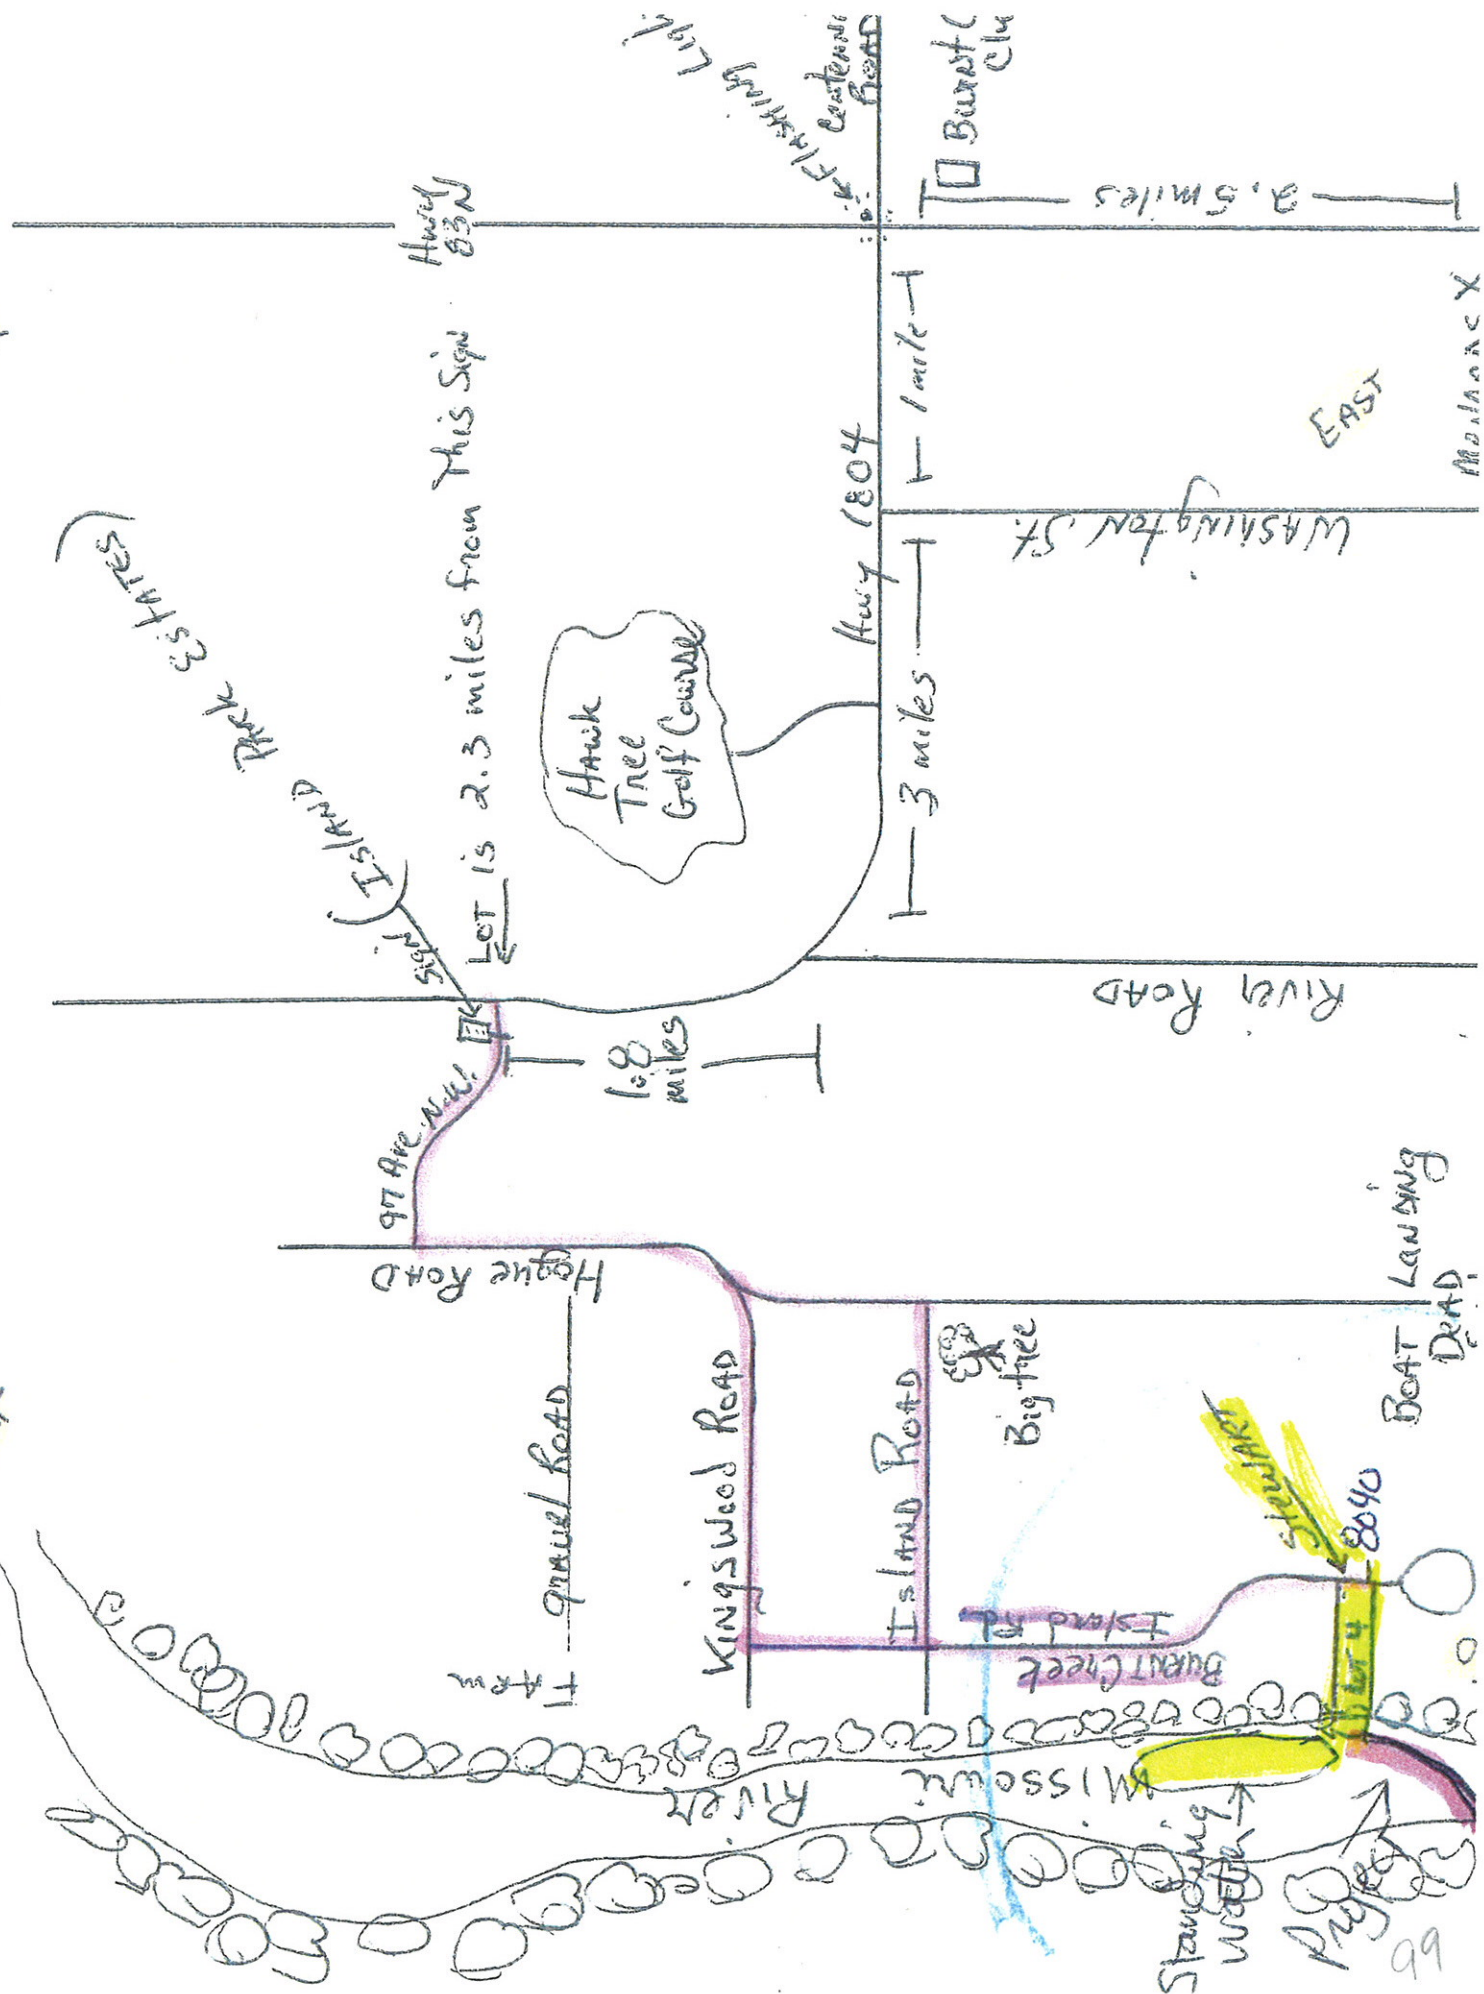 FLASHING
ROAD
Hwy
83N
2.5 miles
1 mile
EAST
Hwy 1804
WASHINGTON St.
LOT is 2.3 miles from This Sign
(ISLAND PARK ESTATES)
Sign
HAWK
TREE
Golf Course
3 miles
RIVER ROAD
1.8
miles
97 Ave. N.W.
Hogue ROAD
gravel ROAD
FARM
KINGSWOOD ROAD
ISLAND ROAD
Big tree
BOAT LANDING
DEAD
STEWART
8040
Island Rd
BURNT Creek
LOT 4
Missouri
RIVER
Standing
Water
Project
99